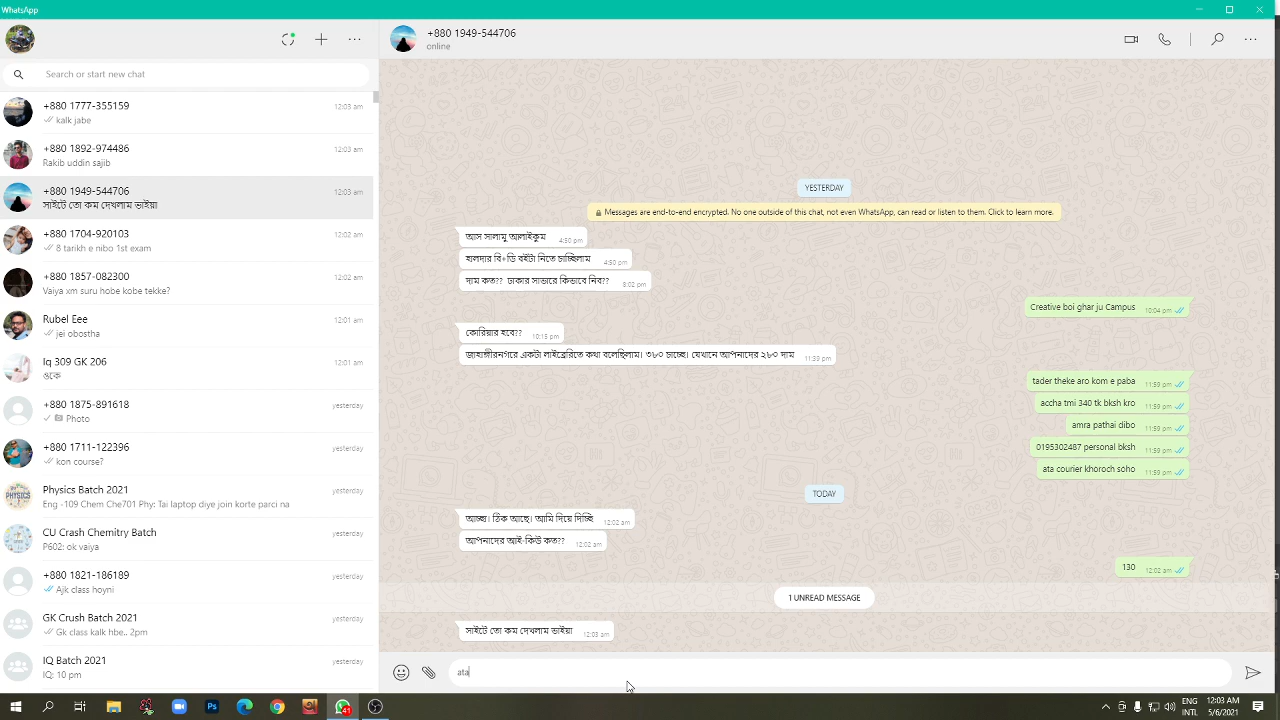 WhatsApp
Search or start new chat
+880 1777-355159
12:03 am
kalk jabe
+880 1892-974486
12:03 am
Rakib uddin sajib
+880 1949-544706
12:03 am
সাইটে তো কম দেখলাম ভাইয়া
+880 1704-920103
12:02 am
8 tarikh e nibo 1st exam
+880 1857-082300
12:02 am
Vaiya xm suru hobe kobe tekke?
Rubel Eee
12:01 am
jei obostha
Iq 309 GK 206
12:01 am
ওকে
+880 1875-891618
yesterday
Photo
+880 1711-122396
yesterday
kon course?
Physics Batch 2021
yesterday
Eng -109 Chem Che701 Phy: Tai laptop diye join korte parci na
CU Crash Chemitry Batch
yesterday
P602: ok vaiya
+880 1821-186189
yesterday
Ajk class hoyni
GK Crush Batch 2021
yesterday
Gk class kalk hbe.. 2pm
IQ Batch 2021
yesterday
IQ: 10 pm
+880 1949-544706
online
YESTERDAY
Messages are end-to-end encrypted. No one outside of this chat, not even WhatsApp, can read or listen to them. Click to learn more.
আস সালামু আলাইকুম
4:50 pm
হালদার বি+ডি বইটা নিতে চাচ্ছিলাম
4:50 pm
দাম কত?? ঢাকার সাভারে কিভাবে নিব??
8:02 pm
Creative boi ghar ju Campus
10:04 pm
কোরিয়ার হবে??
10:15 pm
জাহাঙ্গীরনগরে একটা লাইব্রেরিতে কথা বলেছিলাম। ৩৮০ চাচ্ছে। যেখানে আপনাদের ২৮০ দাম
11:39 pm
tader theke aro kom e paba
11:59 pm
accha tmi 340 tk bksh kro
11:59 pm
amra pathai dibo
11:59 pm
0195302487 personal bksh
11:59 pm
ata courier khoroch soho
11:59 pm
TODAY
আচ্ছা। ঠিক আছে। আমি দিয়ে দিচ্ছি
12:02 am
আপনাদের আই-কিউ কত??
12:02 am
130
12:02 am
1 UNREAD MESSAGE
সাইটে তো কম দেখলাম ভাইয়া
12:03 am
ata
41
ENG
INTL
12:03 AM
5/6/2021